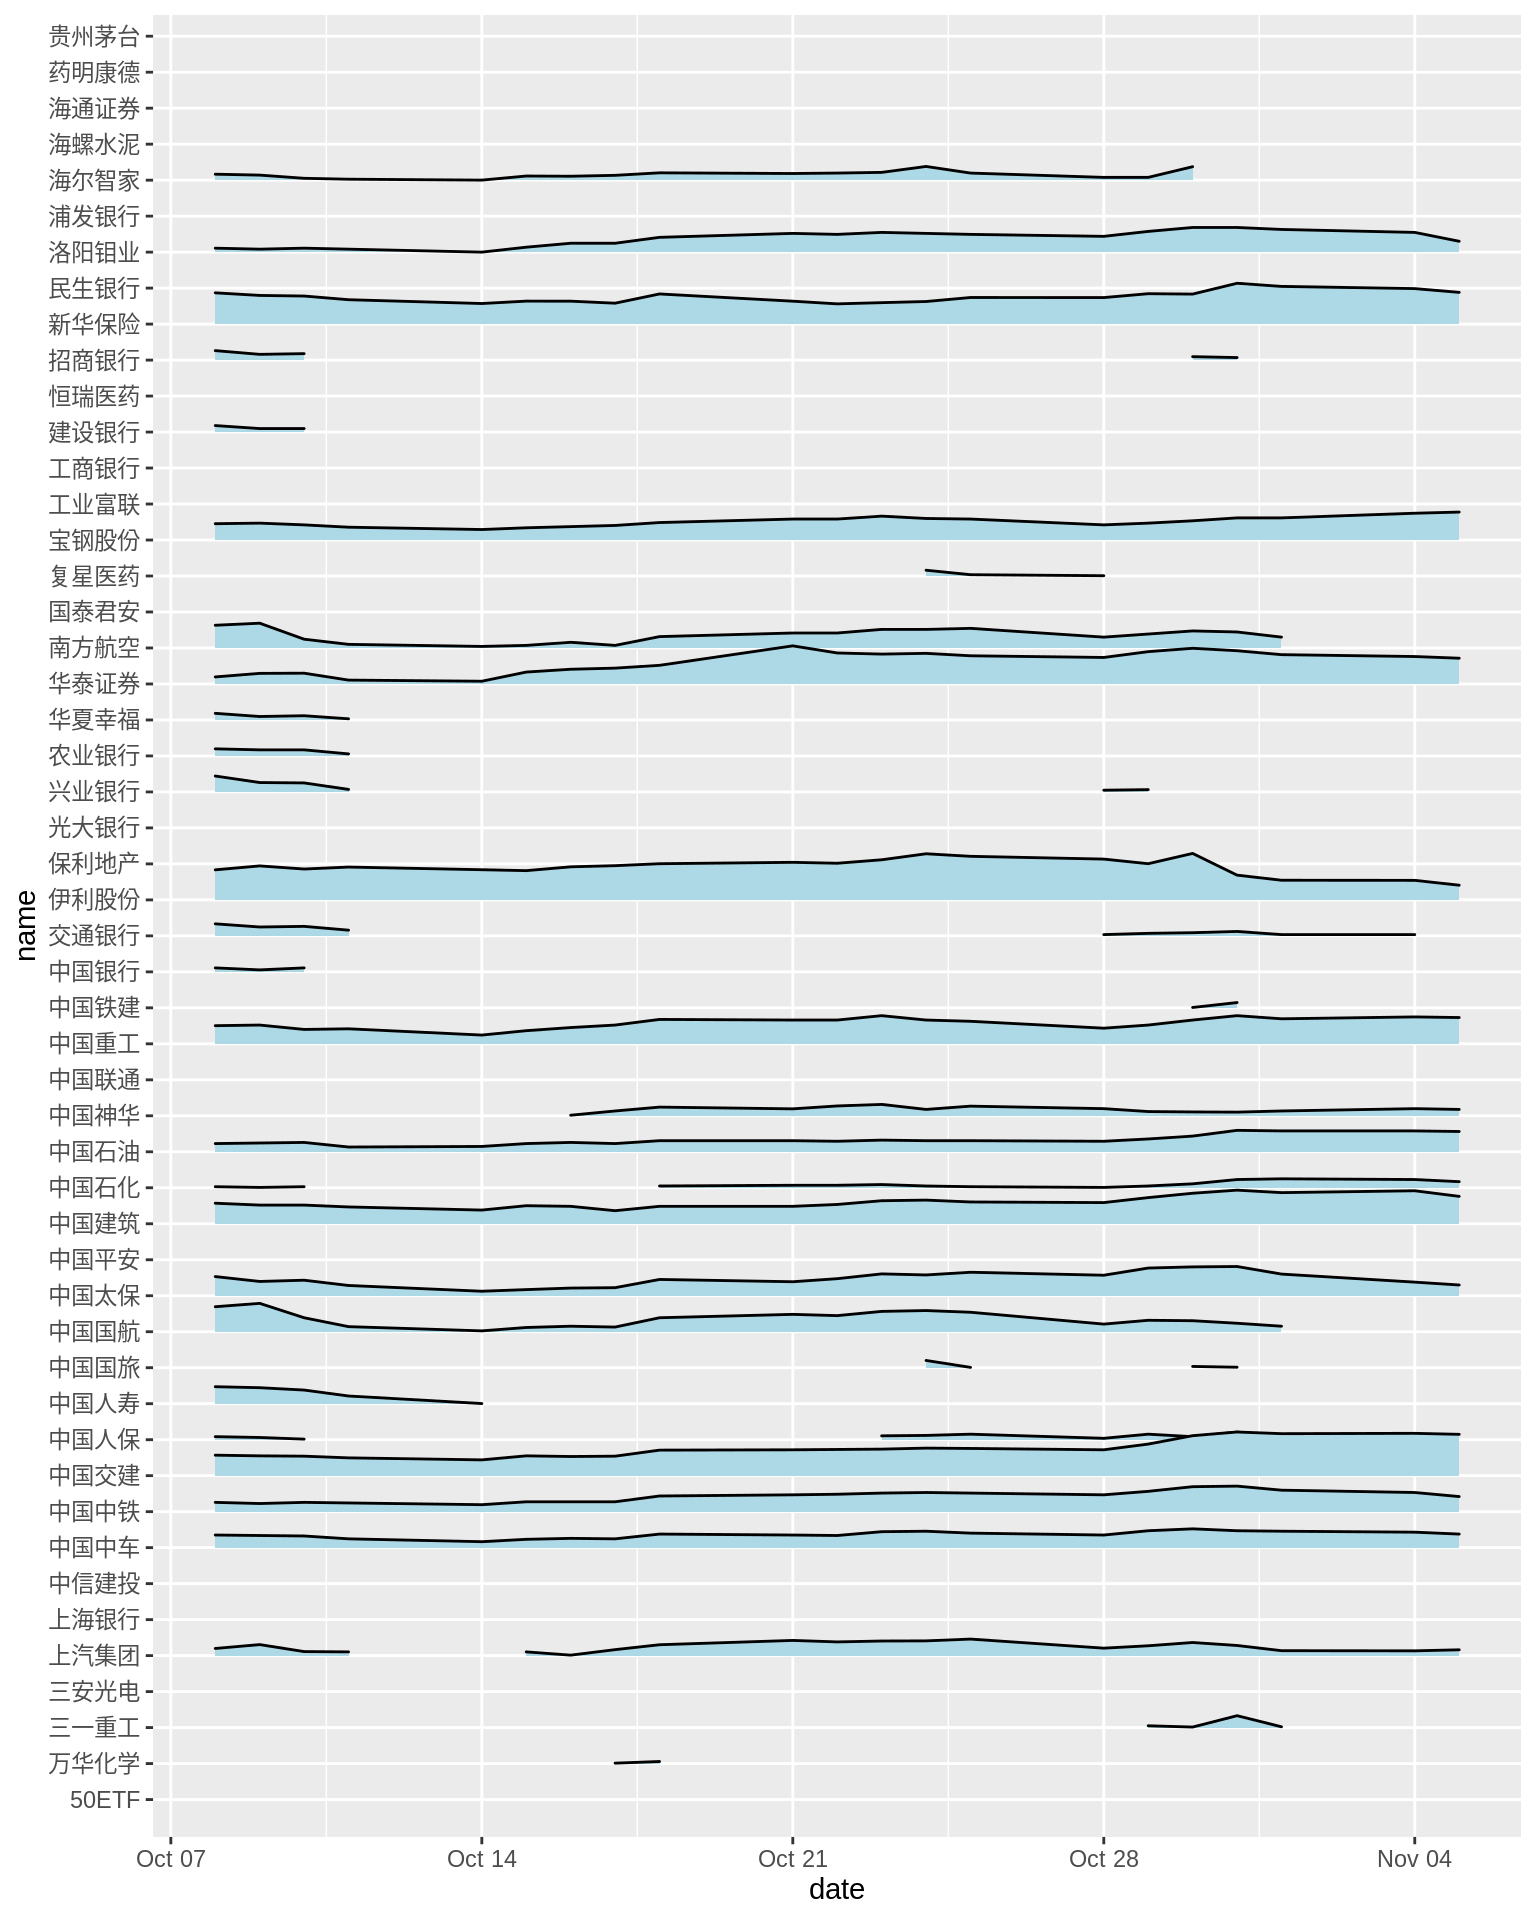 贵州茅台
药明康德
海通证券
海螺水泥
海尔智家
浦发银行
洛阳钼业
民生银行
新华保险
招商银行
恒瑞医药
建设银行
工商银行
工业富联
宝钢股份
复星医药
国泰君安
南方航空
华泰证券
华夏幸福
农业银行
兴业银行
光大银行
保利地产
伊利股份
交通银行
中国银行
中国铁建
中国重工
中国联通
中国神华
中国石油
中国石化
中国建筑
中国平安
中国太保
中国国航
中国国旅
中国人寿
中国人保
中国交建
中国中铁
中国中车
中信建投
上海银行
上汽集团
三安光电
三一重工
万华化学
50ETF
name
Oct 07
Oct 14
Oct 21
Oct 28
Nov 04
date